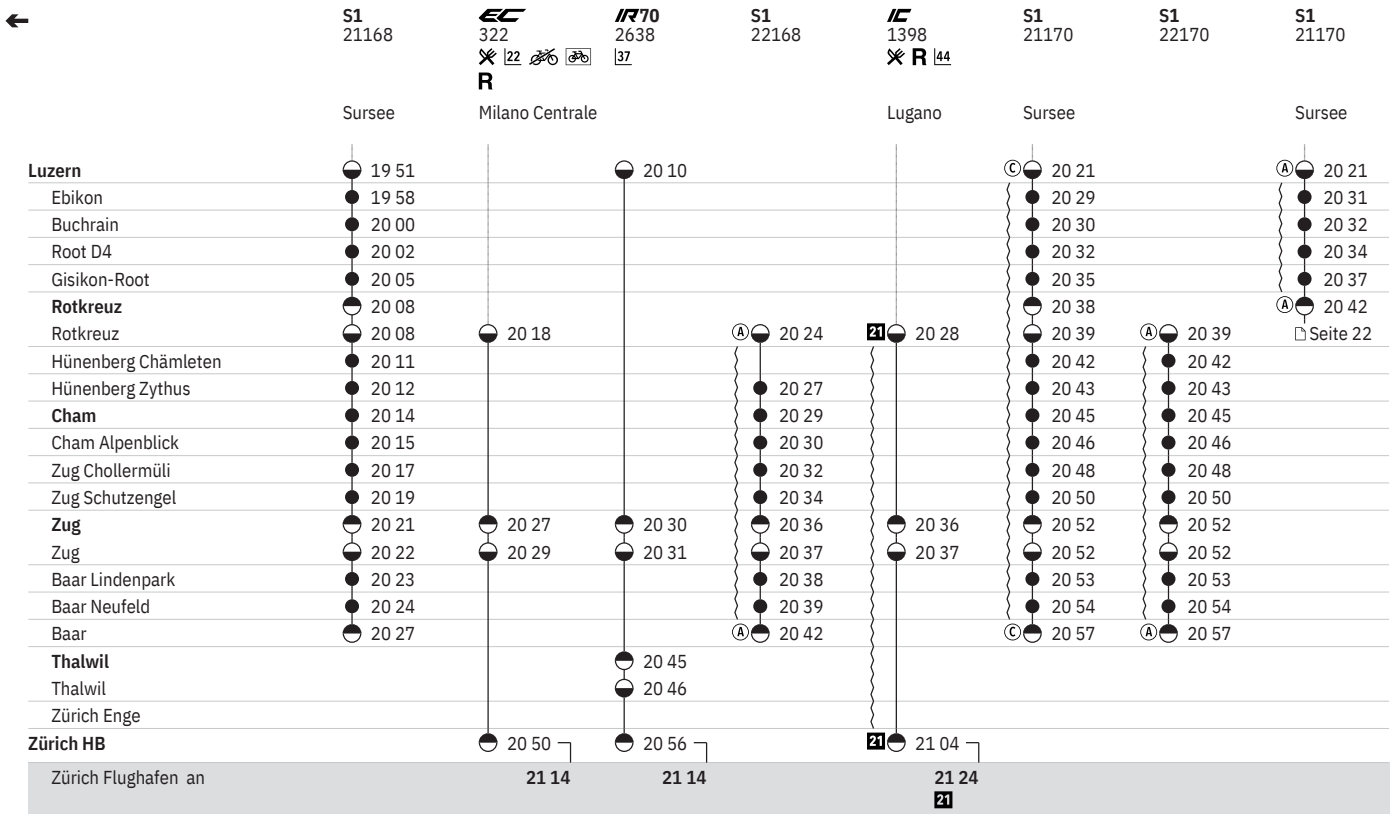 S1 EC IR70 S1 IC S1 S1 S1
21168 322 2638 22168 1398 21170 22170 21170
22 37 R 44
R
Sursee Milano Centrale Lugano Sursee Sursee
Luzern 19 51 20 10 C 20 21 A 20 21
Ebikon 19 58 20 29 20 31
Buchrain 20 00 20 30 20 32
Root D4 20 02 20 32 20 34
Gisikon-Root 20 05 20 35 20 37
Rotkreuz 20 08 20 38 A 20 42
Rotkreuz 20 08 20 18 A 20 24 21 20 28 20 39 A 20 39 Seite 22
Hünenberg Chämleten 20 11 20 42 20 42
Hünenberg Zythus 20 12 20 27 20 43 20 43
Cham 20 14 20 29 20 45 20 45
Cham Alpenblick 20 15 20 30 20 46 20 46
Zug Chollermüli 20 17 20 32 20 48 20 48
Zug Schutzengel 20 19 20 34 20 50 20 50
Zug 20 21 20 27 20 30 20 36 20 36 20 52 20 52
Zug 20 22 20 29 20 31 20 37 20 37 20 52 20 52
Baar Lindenpark 20 23 20 38 20 53 20 53
Baar Neufeld 20 24 20 39 20 54 20 54
Baar 20 27 A 20 42 C 20 57 A 20 57
Thalwil 20 45
Thalwil 20 46
Zürich Enge
Zürich HB 20 50 20 56 21 21 04
Zürich Flughafen an 21 14 21 14 21 24
21